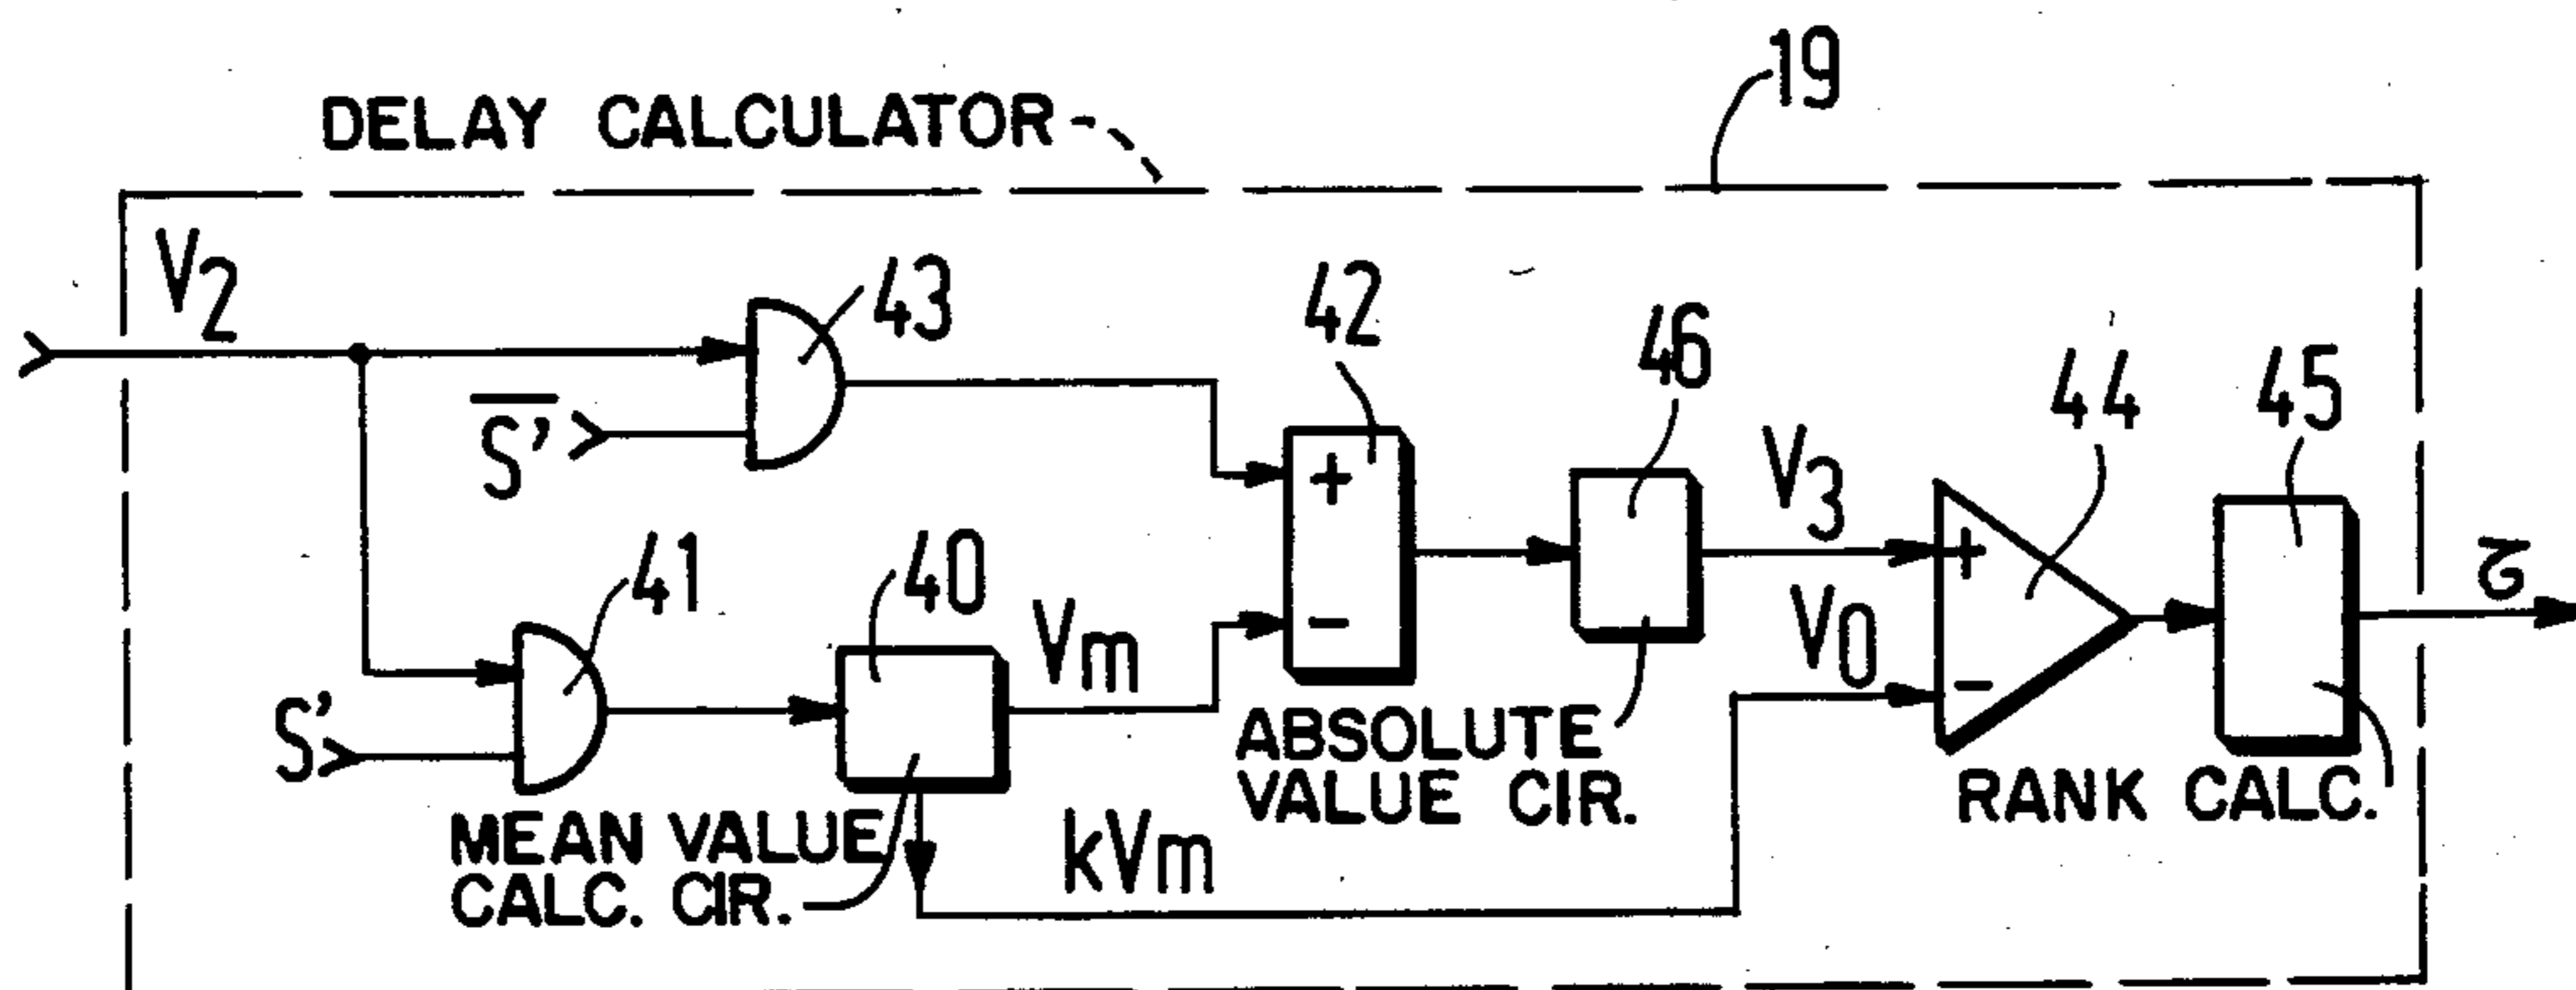 19
DELAY CALCULATOR
V2
43
S̅'̅
42
46
V3
44
45
41
40
Vm
V0
τ
S'
ABSOLUTE
VALUE CIR.
RANK CALC.
MEAN VALUE
CALC. CIR.
kVm
+
-
+
-